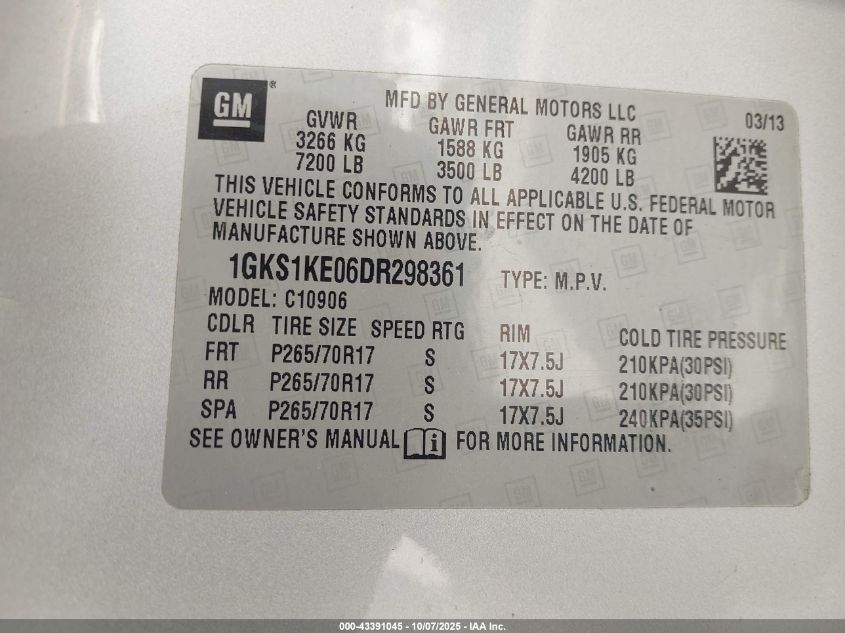 GM®
MFD BY GENERAL MOTORS LLC
03/13
GVWR GAWR FRT GAWR RR
3266 KG 1588 KG 1905 KG
7200 LB 3500 LB 4200 LB
THIS VEHICLE CONFORMS TO ALL APPLICABLE U.S. FEDERAL MOTOR
VEHICLE SAFETY STANDARDS IN EFFECT ON THE DATE OF
MANUFACTURE SHOWN ABOVE.
1GKS1KE06DR298361 TYPE: M.P.V.
MODEL: C10906
CDLR TIRE SIZE SPEED RTG RIM COLD TIRE PRESSURE
FRT P265/70R17 S 17X7.5J 210KPA(30PSI)
RR P265/70R17 S 17X7.5J 210KPA(30PSI)
SPA P265/70R17 S 17X7.5J 240KPA(35PSI)
SEE OWNER'S MANUAL i FOR MORE INFORMATION.
000-43391045 - 10/07/2025 - IAA Inc.